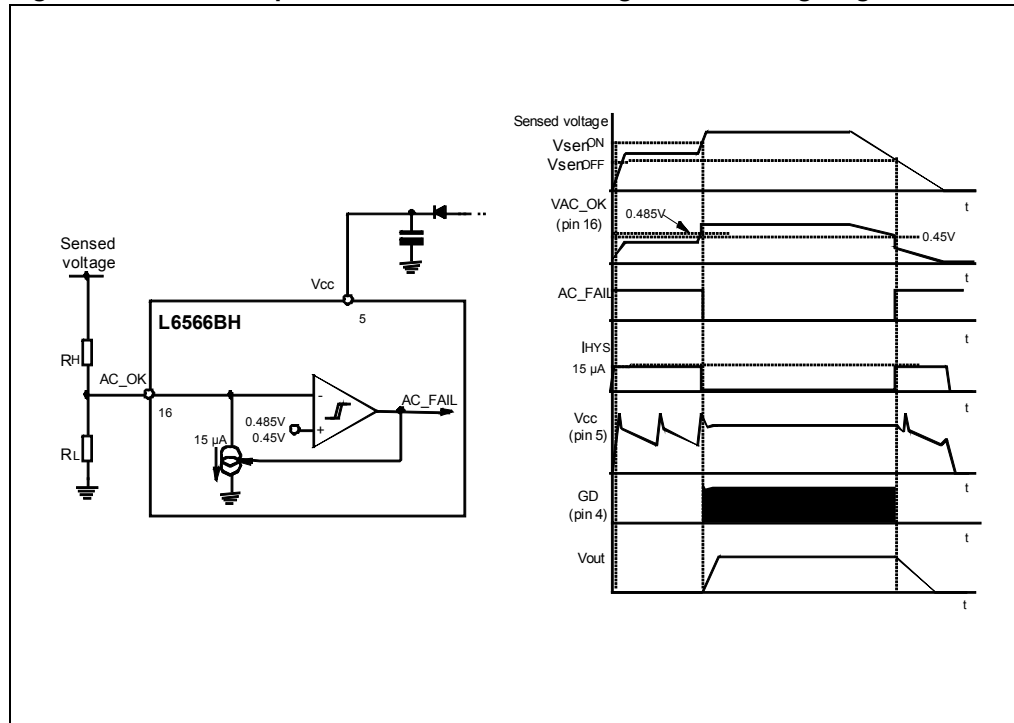 Sensed
voltage
RH
RL
AC_OK
16
L6566BH
Vcc
5
15 µA
0.485V
0.45V
-
+
AC_FAIL
Sensed voltage
VsenON
VsenOFF
t
VAC_OK
(pin 16)
0.485V
0.45V
t
AC_FAIL
t
IHYS
15 µA
t
Vcc
(pin 5)
t
GD
(pin 4)
t
Vout
t